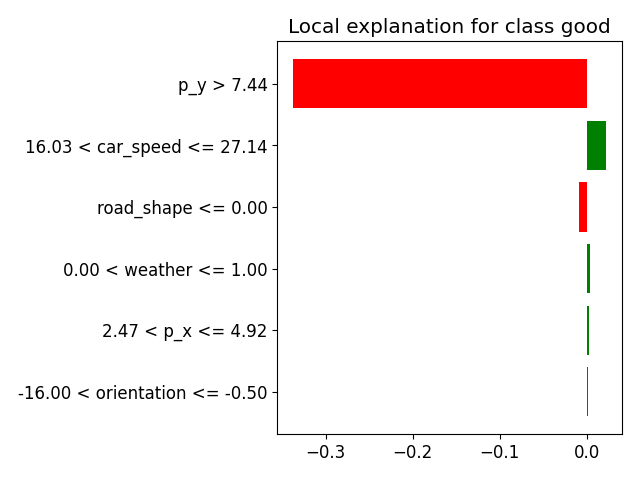 Local explanation for class good
p_y > 7.44
16.03 < car_speed <= 27.14
road_shape <= 0.00
0.00 < weather <= 1.00
2.47 < p_x <= 4.92
-16.00 < orientation <= -0.50
−0.3 −0.2 −0.1 0.0